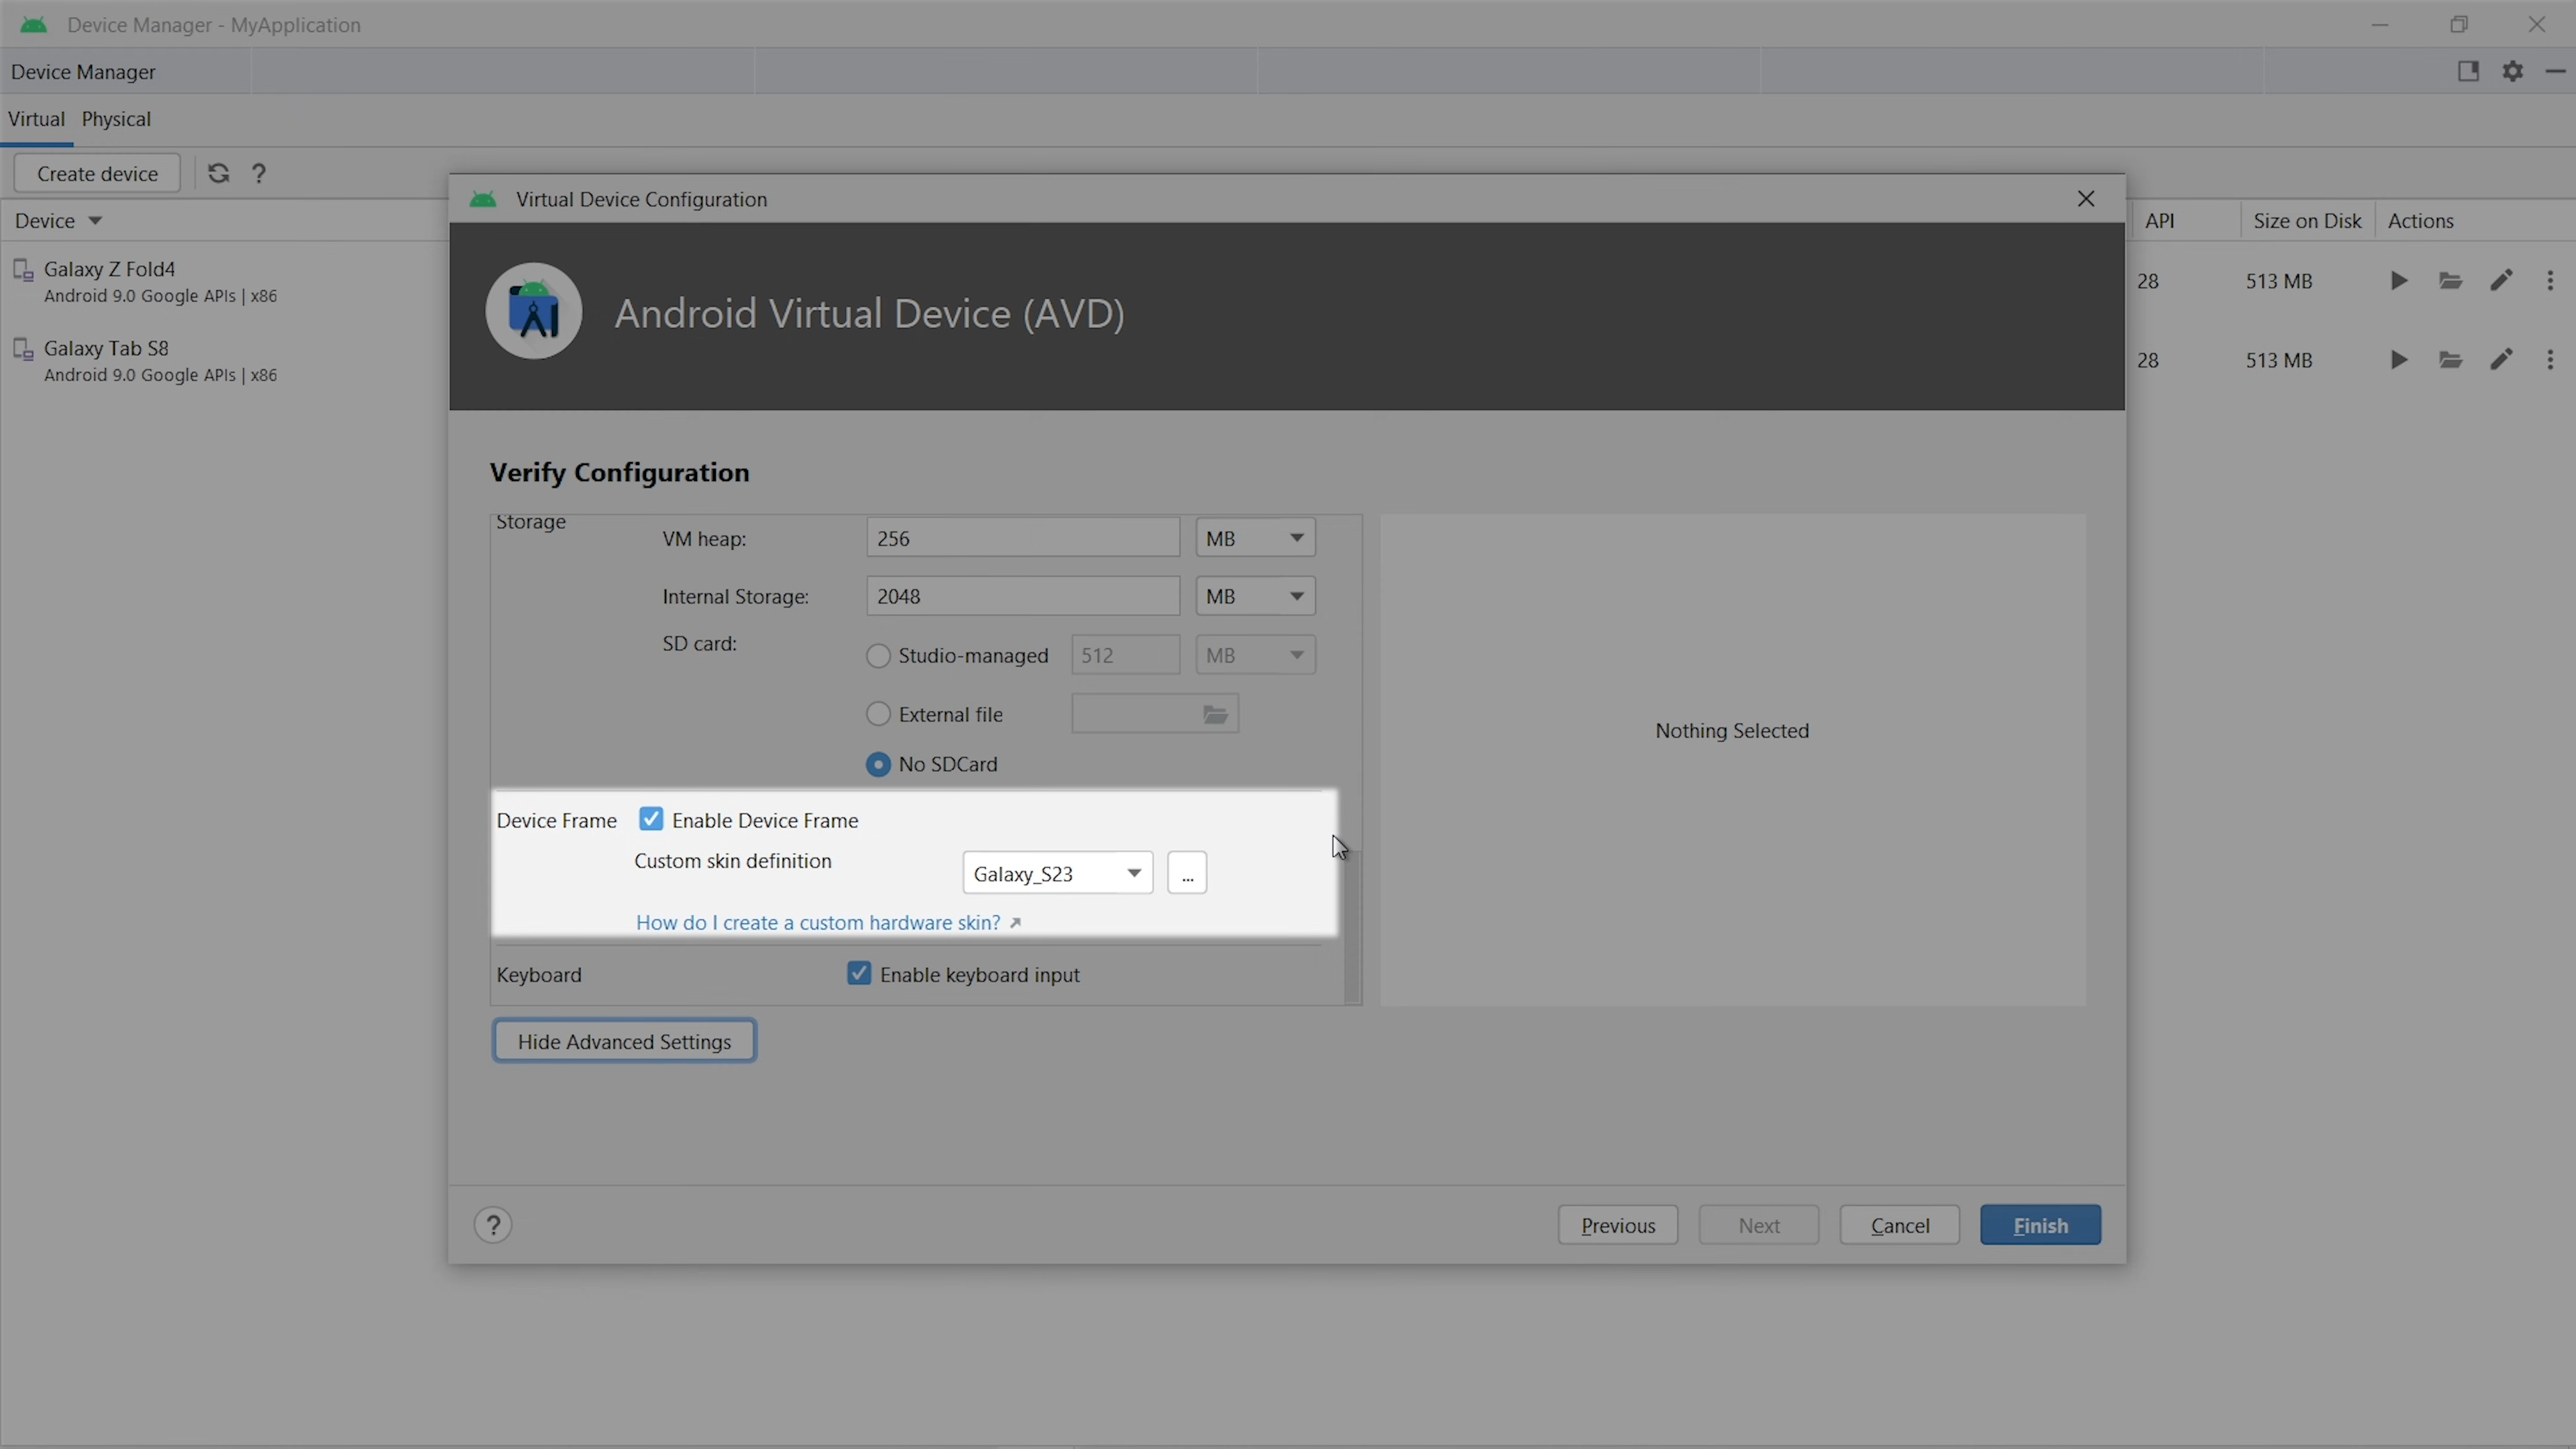 Device Manager - MyApplication
Device Manager
Virtual Physical
Create device ?
Device API Size on Disk Actions
Galaxy Z Fold4
Android 9.0 Google APIs | x86
28 513 MB
Galaxy Tab S8
Android 9.0 Google APIs | x86
28 513 MB
Virtual Device Configuration
Android Virtual Device (AVD)
Verify Configuration
Storage
VM heap: 256 MB
Internal Storage: 2048 MB
SD card:
Studio-managed 512 MB
External file
No SDCard
Nothing Selected
Device Frame Enable Device Frame
Custom skin definition
Galaxy_S23 ...
How do I create a custom hardware skin? ↗
Keyboard Enable keyboard input
Hide Advanced Settings
? Previous Next Cancel Finish